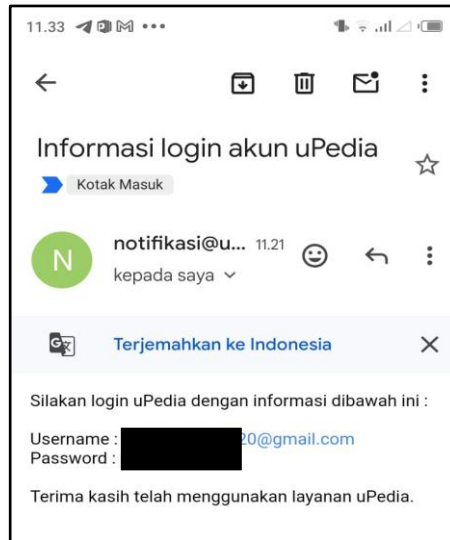 11.33
Informasi login akun uPedia
Kotak Masuk
N
notifikasi@u... 11.21
kepada saya
Terjemahkan ke Indonesia
Silakan login uPedia dengan informasi dibawah ini :
Username : 20@gmail.com
Password :
Terima kasih telah menggunakan layanan uPedia.